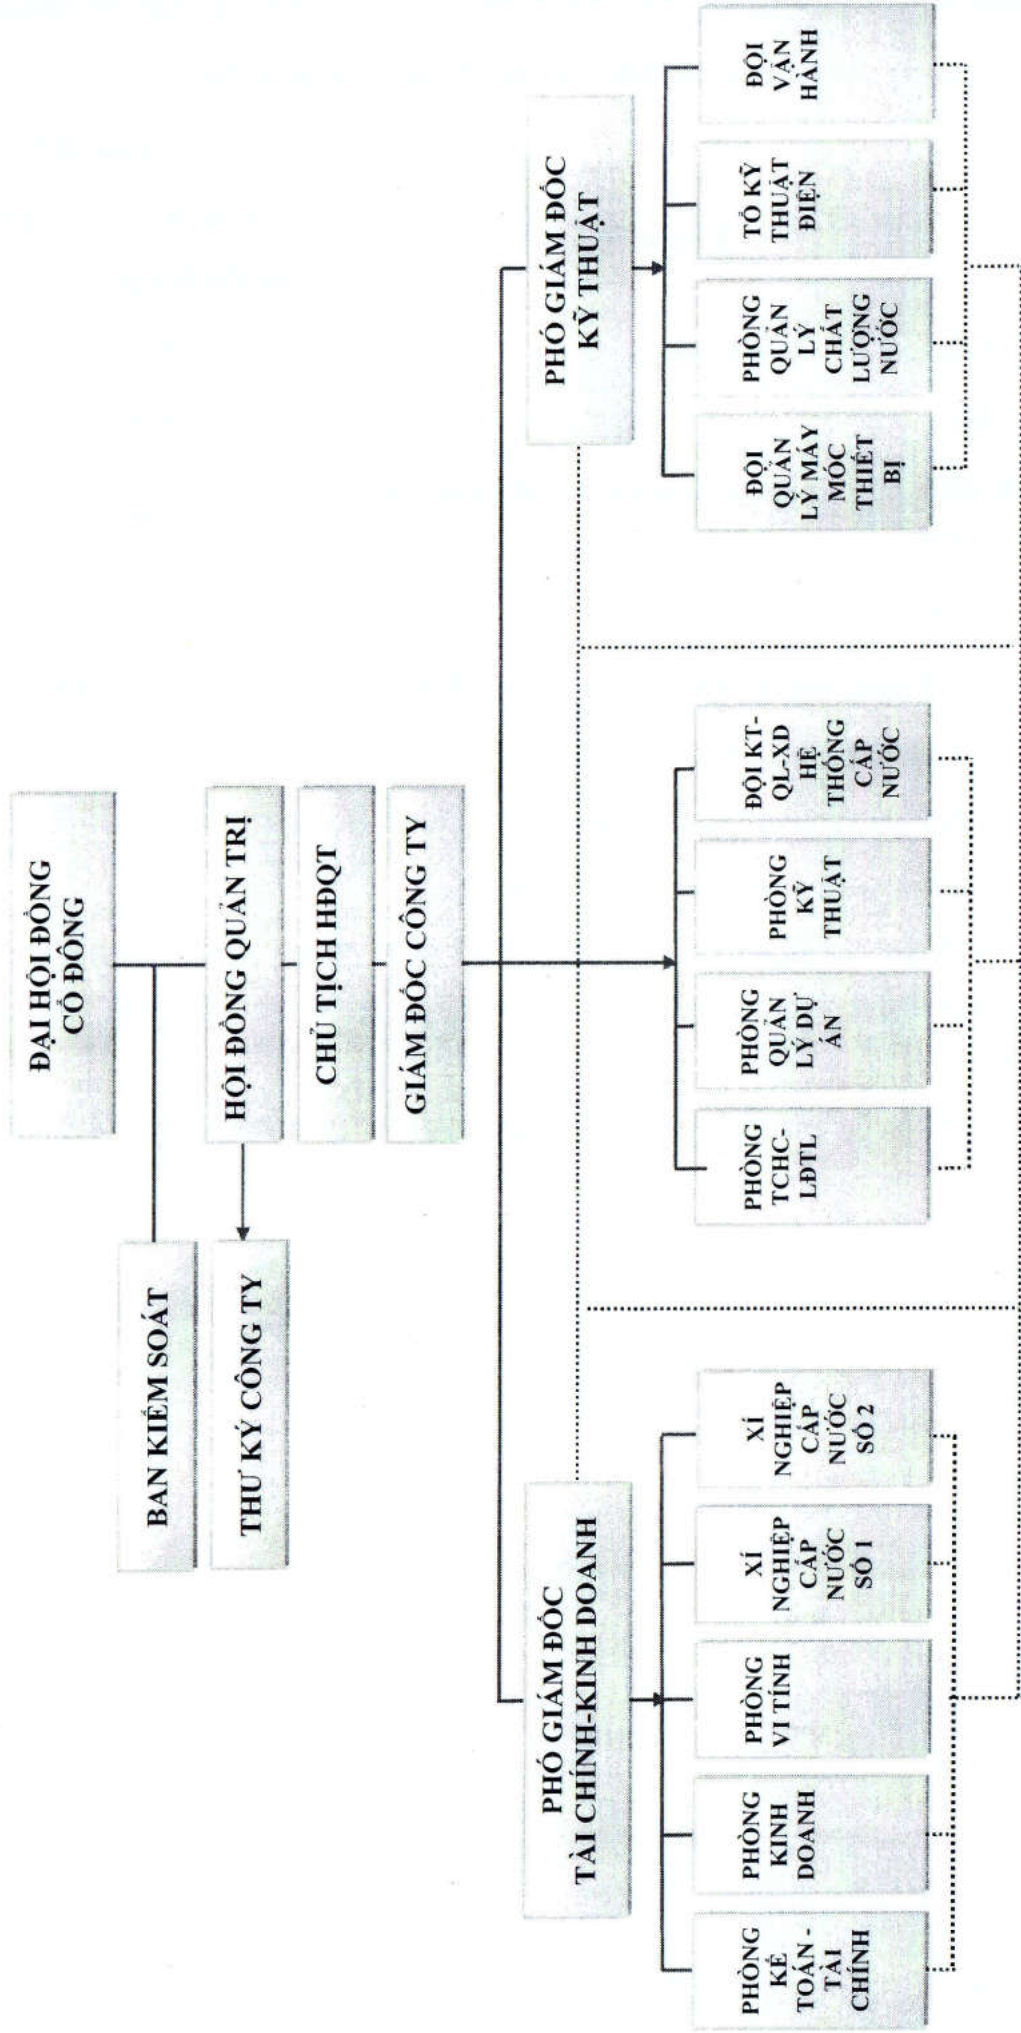 ĐẠI HỘI ĐỒNG
CỔ ĐÔNG
BAN KIỂM SOÁT
HỘI ĐỒNG QUẢN TRỊ
THƯ KÝ CÔNG TY
CHỦ TỊCH HĐQT
GIÁM ĐỐC CÔNG TY
PHÓ GIÁM ĐỐC
TÀI CHÍNH-KINH DOANH
PHÓ GIÁM ĐỐC
KỸ THUẬT
PHÒNG
KẾ
TOÁN -
TÀI
CHÍNH
PHÒNG
KINH
DOANH
PHÒNG
VI TÍNH
XÍ
NGHIỆP
CẤP
NƯỚC
SỐ 1
XÍ
NGHIỆP
CẤP
NƯỚC
SỐ 2
PHÒNG
TCHC-
LĐTL
PHÒNG
QUẢN
LÝ DỰ
ÁN
PHÒNG
KỸ
THUẬT
ĐỘI KT-
QL-XD
HỆ
THỐNG
CẤP
NƯỚC
ĐỘI
QUẢN
LÝ MÁY
MÓC
THIẾT
BỊ
PHÒNG
QUẢN
LÝ
CHẤT
LƯỢNG
NƯỚC
TỔ KỸ
THUẬT
ĐIỆN
ĐỘI
VẬN
HÀNH